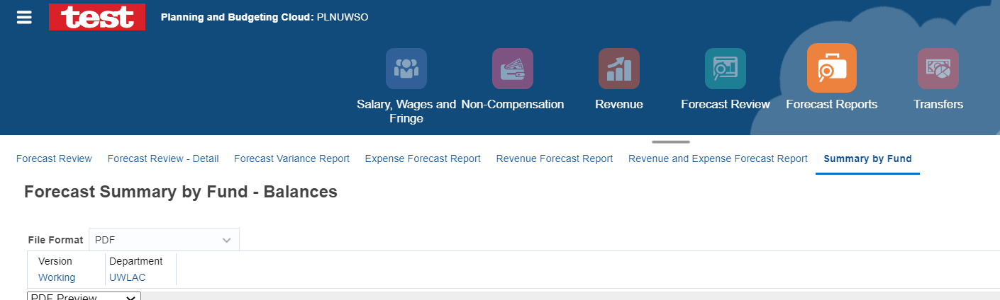 test
Planning and Budgeting Cloud: PLNUWSO
Salary, Wages and
Fringe
Non-Compensation
Revenue
Forecast Review
Forecast Reports
Transfers
Forecast Review
Forecast Review - Detail
Forecast Variance Report
Expense Forecast Report
Revenue Forecast Report
Revenue and Expense Forecast Report
Summary by Fund
Forecast Summary by Fund - Balances
File Format PDF
Version Department
Working UWLAC
PDF Preview